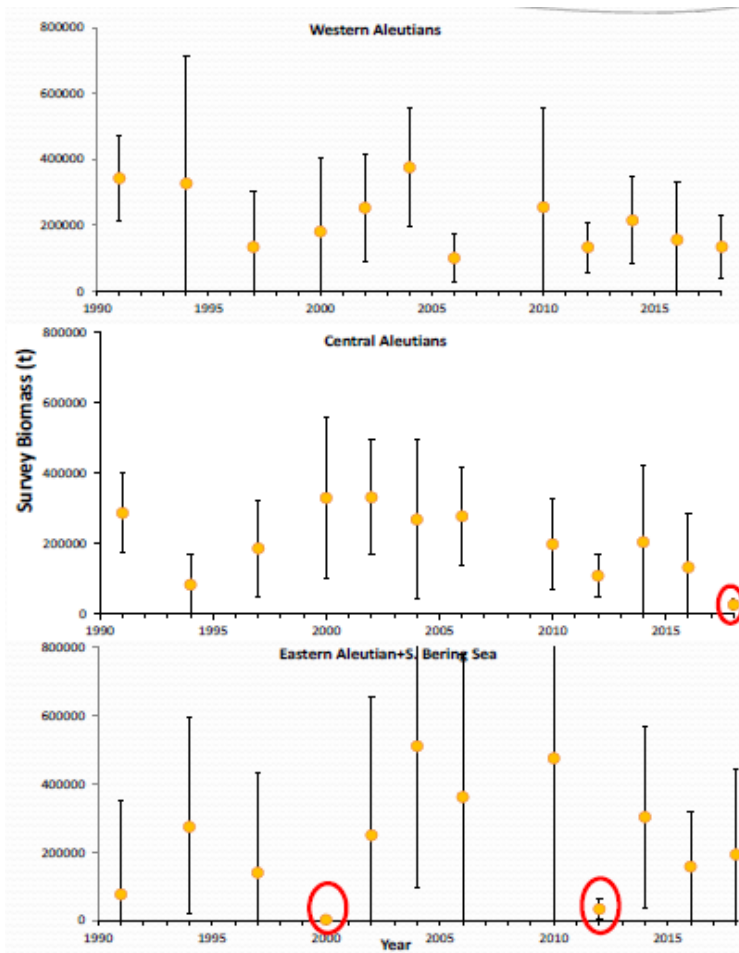 Western Aleutians
800000
600000
400000
200000
0
1990 1995 2000 2005 2010 2015
Survey Biomass (t)
Central Aleutians
800000
600000
400000
200000
0
1990 1995 2000 2005 2010 2015
Eastern Aleutian+S. Bering Sea
800000
600000
400000
200000
0
1990 1995 2000 2005 2010 2015
Year